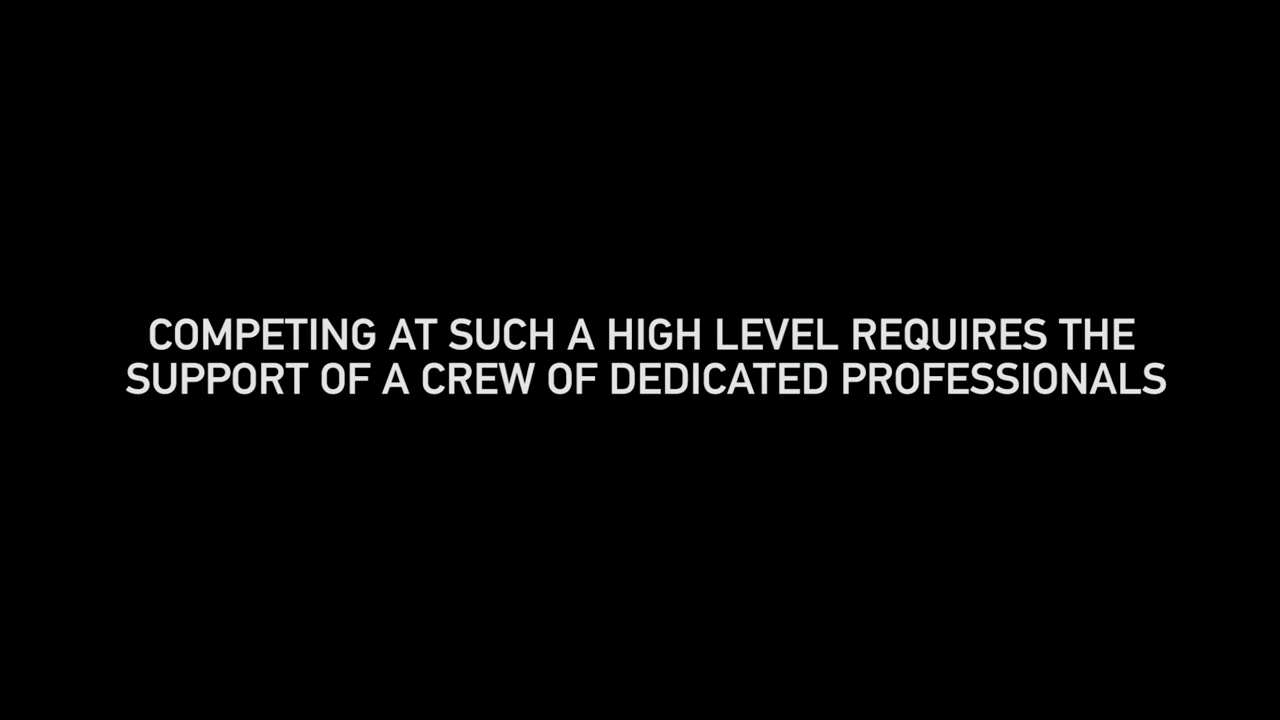 COMPETING AT SUCH A HIGH LEVEL REQUIRES THE
SUPPORT OF A CREW OF DEDICATED PROFESSIONALS